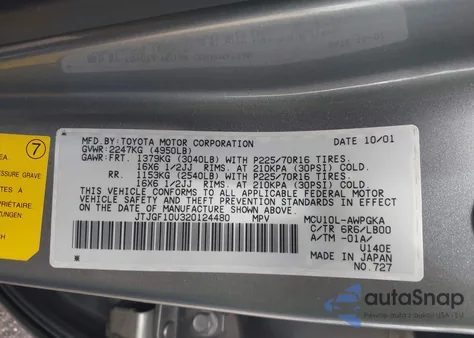 MFD BY:TOYOTA MOTOR CORPORATION DATE 10/01
GVWR:2247KG (4950LB)
GAWR:FRT. 1379KG (3040LB) WITH P225/70R16 TIRES.
16X6 1/2JJ RIMS. AT 210KPA (30PSI) COLD.
RR. 1153KG (2540LB) WITH P225/70R16 TIRES.
16X6 1/2JJ RIMS. AT 210KPA (30PSI) COLD.
THIS VEHICLE CONFORMS TO ALL APPLICABLE FEDERAL MOTOR
VEHICLE SAFETY AND THEFT PREVENTION STANDARDS IN EFFECT
ON THE DATE OF MANUFACTURE SHOWN ABOVE.
JTJGF10U320124480 MPV MCU10L-AWPGKA
C/TR 6R6/LB00
A/TM -01A/
U140E
MADE IN JAPAN
NO.727
7
PRESSURE GAVE
autoSnap